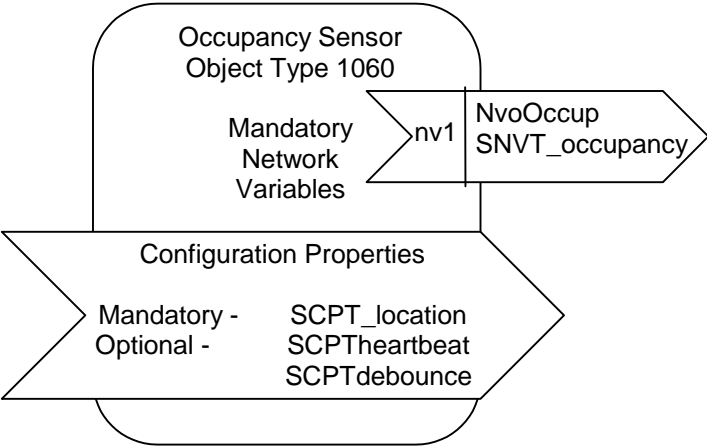 Occupancy Sensor
Object Type 1060
Mandatory
Network
Variables
nv1
NvoOccup
SNVT_occupancy
Configuration Properties
Mandatory - SCPT_location
Optional - SCPTheartbeat
SCPTdebounce